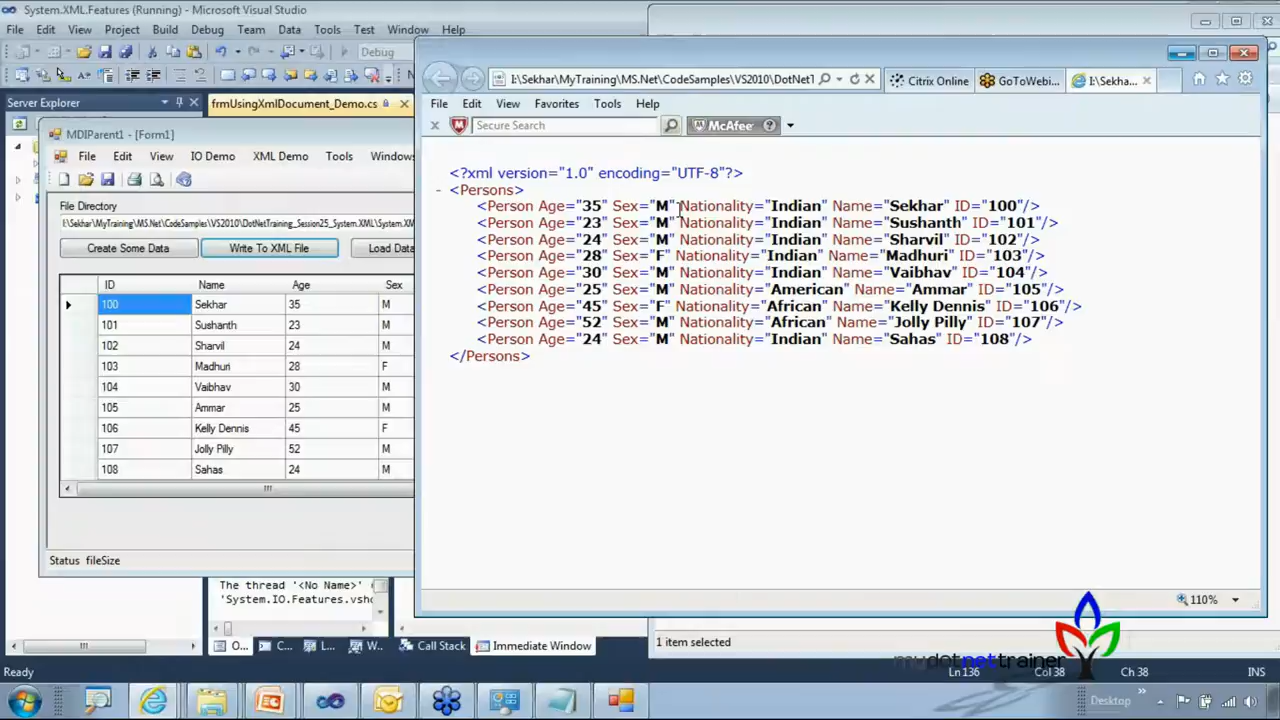 System.XML.Features (Running) - Microsoft Visual Studio
File Edit View Project Build Debug Team Data Tools Test Window Help
Debug
Server Explorer
frmUsingXmlDocument_Demo.cs
MDIParent1 - [Form1]
File Edit View IO Demo XML Demo Tools Windows
File Directory
I:\Sekhar\MyTraining\MS.Net\CodeSamples\VS2010\DotNetTraining_Session25_System.XML\System.XM
Create Some Data Write To XML File Load Data
ID Name Age Sex
100 Sekhar 35 M
101 Sushanth 23 M
102 Sharvil 24 M
103 Madhuri 28 F
104 Vaibhav 30 M
105 Ammar 25 M
106 Kelly Dennis 45 F
107 Jolly Pilly 52 M
108 Sahas 24 M
Status fileSize
The thread '<No Name>'
'System.IO.Features.vsho
O... C... L... W... Call Stack Immediate Window
Ready
I:\Sekhar\MyTraining\MS.Net\CodeSamples\VS2010\DotNetT
Citrix Online GoToWebi... I:\Sekha...
File Edit View Favorites Tools Help
Secure Search McAfee
<?xml version="1.0" encoding="UTF-8"?>
- <Persons>
<Person Age="35" Sex="M" Nationality="Indian" Name="Sekhar" ID="100"/>
<Person Age="23" Sex="M" Nationality="Indian" Name="Sushanth" ID="101"/>
<Person Age="24" Sex="M" Nationality="Indian" Name="Sharvil" ID="102"/>
<Person Age="28" Sex="F" Nationality="Indian" Name="Madhuri" ID="103"/>
<Person Age="30" Sex="M" Nationality="Indian" Name="Vaibhav" ID="104"/>
<Person Age="25" Sex="M" Nationality="American" Name="Ammar" ID="105"/>
<Person Age="45" Sex="F" Nationality="African" Name="Kelly Dennis" ID="106"/>
<Person Age="52" Sex="M" Nationality="African" Name="Jolly Pilly" ID="107"/>
<Person Age="24" Sex="M" Nationality="Indian" Name="Sahas" ID="108"/>
</Persons>
110%
1 item selected
mydotnettrainer
Ln 136 Col 38 Ch 38 INS
Desktop